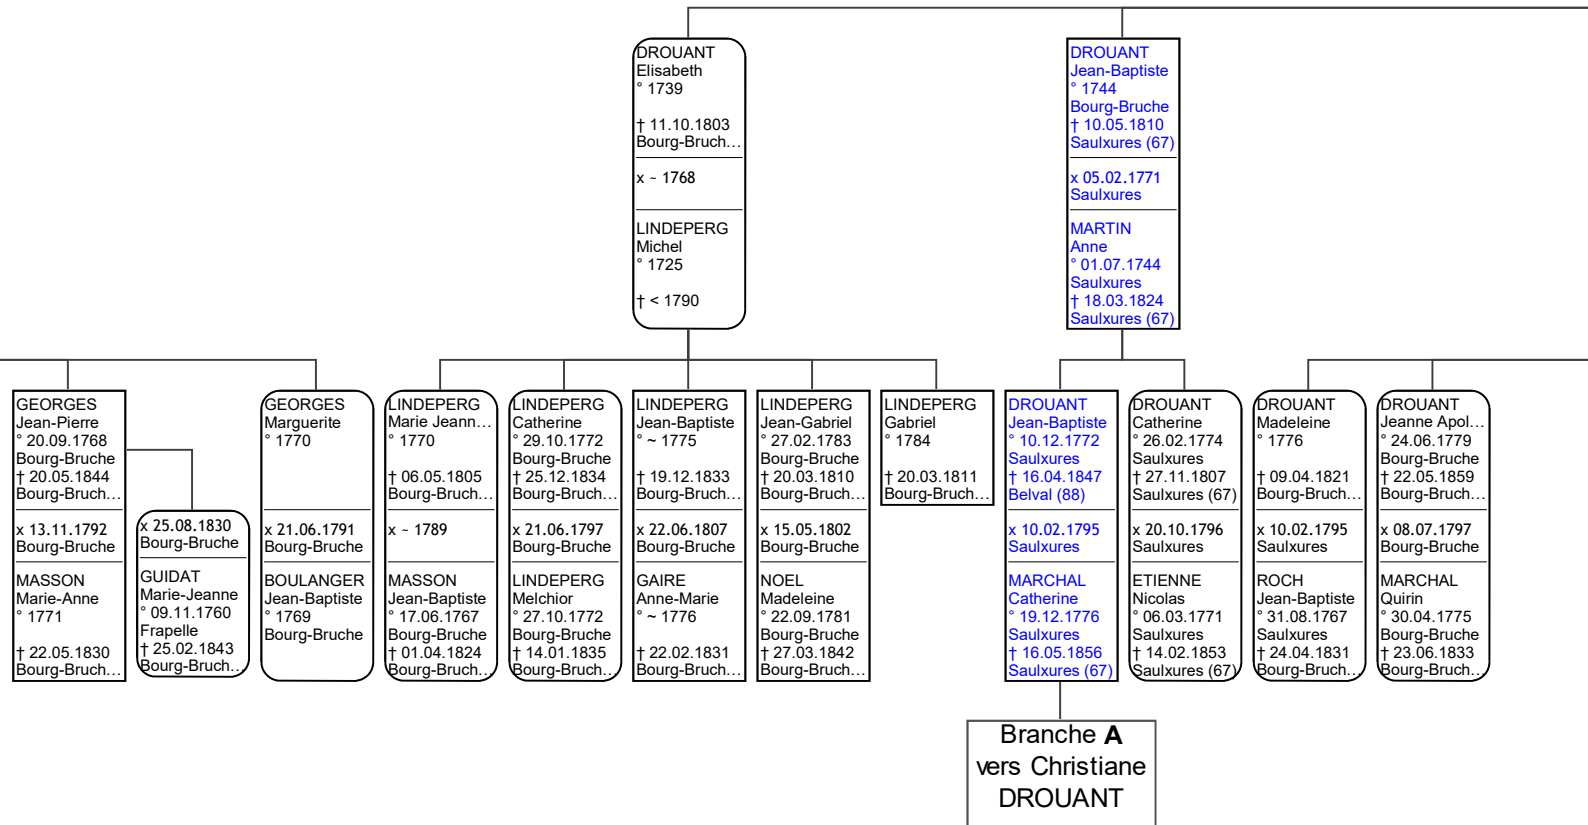 DROUANT
Elisabeth
° 1739
† 11.10.1803
Bourg-Bruch…
x ~ 1768
LINDEPERG
Michel
° 1725
† < 1790
DROUANT
Jean-Baptiste
° 1744
Bourg-Bruche
† 10.05.1810
Saulxures (67)
x 05.02.1771
Saulxures
MARTIN
Anne
° 01.07.1744
Saulxures
† 18.03.1824
Saulxures (67)
GEORGES
Jean-Pierre
° 20.09.1768
Bourg-Bruche
† 20.05.1844
Bourg-Bruch…
x 13.11.1792
Bourg-Bruche
MASSON
Marie-Anne
° 1771
† 22.05.1830
Bourg-Bruch…
x 25.08.1830
Bourg-Bruche
GUIDAT
Marie-Jeanne
° 09.11.1760
Frapelle
† 25.02.1843
Bourg-Bruch…
GEORGES
Marguerite
° 1770
x 21.06.1791
Bourg-Bruche
BOULANGER
Jean-Baptiste
° 1769
Bourg-Bruche
LINDEPERG
Marie Jeann…
° 1770
† 06.05.1805
Bourg-Bruch…
x ~ 1789
MASSON
Jean-Baptiste
° 17.06.1767
Bourg-Bruche
† 01.04.1824
Bourg-Bruch…
LINDEPERG
Catherine
° 29.10.1772
Bourg-Bruche
† 25.12.1834
Bourg-Bruch…
x 21.06.1797
Bourg-Bruche
LINDEPERG
Melchior
° 27.10.1772
Bourg-Bruche
† 14.01.1835
Bourg-Bruch…
LINDEPERG
Jean-Baptiste
° ~ 1775
† 19.12.1833
Bourg-Bruch…
x 22.06.1807
Bourg-Bruche
GAIRE
Anne-Marie
° ~ 1776
† 22.02.1831
Bourg-Bruch…
LINDEPERG
Jean-Gabriel
° 27.02.1783
Bourg-Bruche
† 20.03.1810
Bourg-Bruch…
x 15.05.1802
Bourg-Bruche
NOEL
Madeleine
° 22.09.1781
Bourg-Bruche
† 27.03.1842
Bourg-Bruch…
LINDEPERG
Gabriel
° 1784
† 20.03.1811
Bourg-Bruch…
DROUANT
Jean-Baptiste
° 10.12.1772
Saulxures
† 16.04.1847
Belval (88)
x 10.02.1795
Saulxures
MARCHAL
Catherine
° 19.12.1776
Saulxures
† 16.05.1856
Saulxures (67)
DROUANT
Catherine
° 26.02.1774
Saulxures
† 27.11.1807
Saulxures (67)
x 20.10.1796
Saulxures
ETIENNE
Nicolas
° 06.03.1771
Saulxures
† 14.02.1853
Saulxures (67)
DROUANT
Madeleine
° 1776
† 09.04.1821
Bourg-Bruch…
x 10.02.1795
Saulxures
ROCH
Jean-Baptiste
° 31.08.1767
Saulxures
† 24.04.1831
Bourg-Bruch…
DROUANT
Jeanne Apol…
° 24.06.1779
Bourg-Bruche
† 22.05.1859
Bourg-Bruch…
x 08.07.1797
Bourg-Bruche
MARCHAL
Quirin
° 30.04.1775
Bourg-Bruche
† 23.06.1833
Bourg-Bruch…
Branche A
vers Christiane
DROUANT